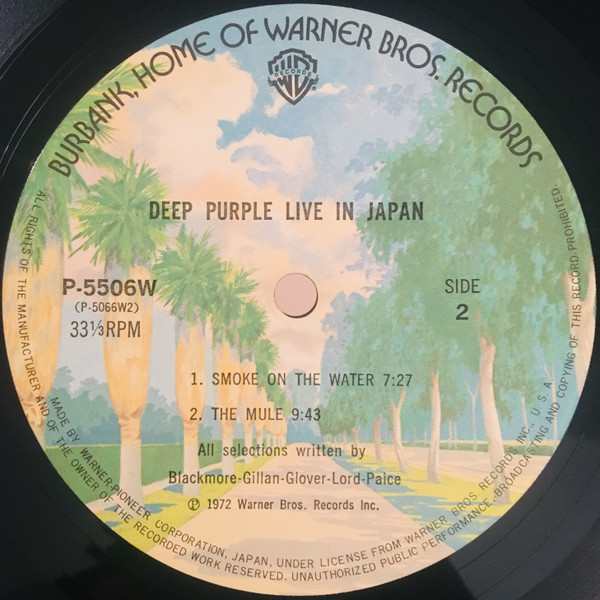 BURBANK, HOME OF WARNER BROS. RECORDS
RECORDS
DEEP PURPLE LIVE IN JAPAN
P-5506W
(P-5066W2)
33⅓RPM
SIDE
2
1. SMOKE ON THE WATER 7:27
2. THE MULE 9:43
All selections written by
Blackmore-Gillan-Glover-Lord-Paice
Ⓟ 1972 Warner Bros. Records Inc.
MADE BY WARNER-PIONEER CORPORATION, JAPAN, UNDER LICENSE FROM WARNER BROS RECORDS INC., U.S.A.
ALL RIGHTS OF THE MANUFACTURER AND OF THE OWNER OF THE RECORDED WORK RESERVED. UNAUTHORIZED PUBLIC PERFORMANCE, BROADCASTING AND COPYING OF THIS RECORD PROHIBITED.